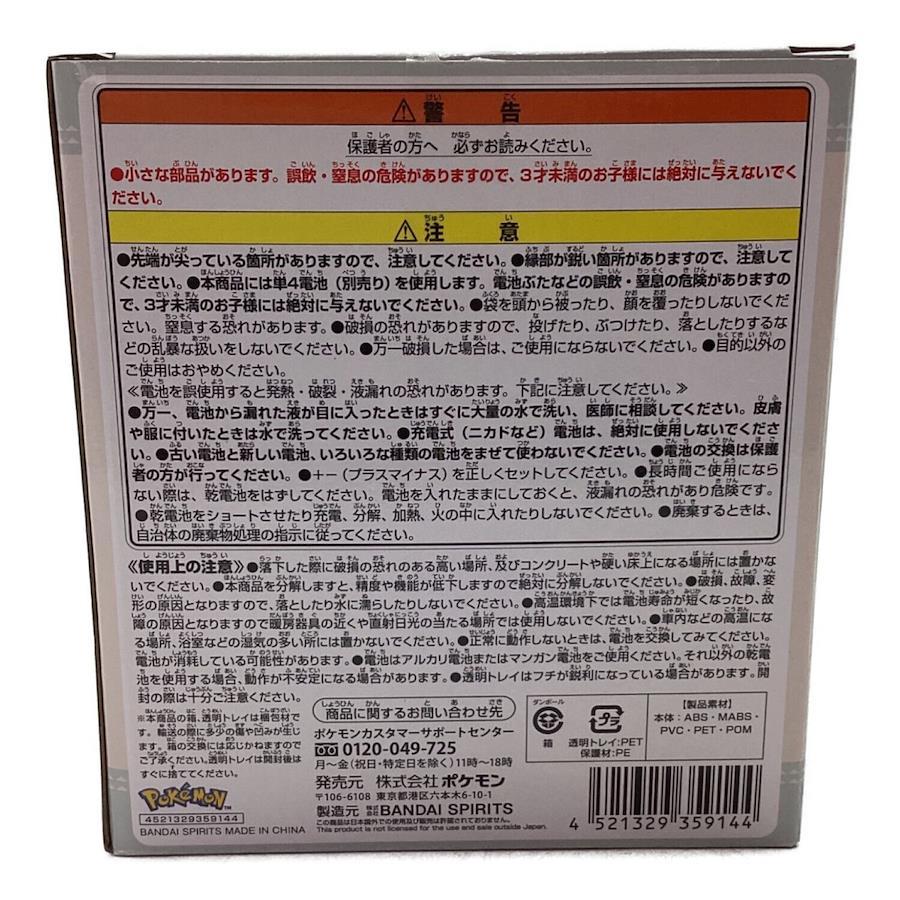 ⚠警告
保護者の方へ 必ずお読みください。
●小さな部品があります。誤飲・窒息の危険がありますので、3才未満のお子様には絶対に与えないでく
ださい。
⚠注意
●先端が尖っている箇所がありますので、注意してください。●縁部が鋭い箇所がありますので、注意して
ください。●本商品には単4電池(別売り)を使用します。電池ぶたなどの誤飲・窒息の危険がありますの
で、3才未満のお子様には絶対に与えないでください。●袋を頭から被ったり、顔を覆ったりしないでくだ
さい。窒息する恐れがあります。●破損の恐れがありますので、投げたり、ぶつけたり、落としたりするな
どの乱暴な扱いをしないでください。●万一破損した場合は、ご使用にならないでください。●目的以外の
ご使用はおやめください。
≪電池を誤使用すると発熱・破裂・液漏れの恐れがあります。下記に注意してください。≫
●万一、電池から漏れた液が目に入ったときはすぐに大量の水で洗い、医師に相談してください。皮膚
や服に付いたときは水で洗ってください。●充電式(ニカドなど)電池は、絶対に使用しないでくださ
い。●古い電池と新しい電池、いろいろな種類の電池をまぜて使わないでください。●電池の交換は保護
者の方が行ってください。●+-(プラスマイナス)を正しくセットしてください。●長時間ご使用になら
ない際は、乾電池をはずしてください。電池を入れたままにしておくと、液漏れの恐れがあり危険です。
●乾電池をショートさせたり充電、分解、加熱、火の中に入れたりしないでください。●廃棄するときは、
自治体の廃棄物処理の指示に従ってください。
《使用上の注意》●落下した際に破損の恐れのある高い場所、及びコンクリートや硬い床上になる場所には置かな
いでください。●本商品を分解しますと、精度や機能が低下しますので絶対に分解しないでください。●破損、故障、変
形の原因となりますので、落としたり水に濡らしたりしないでください。●高温環境下では電池寿命が短くなったり、故
障の原因となりますので暖房器具の近くや直射日光の当たる場所では使用しないでください。●車内などの高温にな
る場所、浴室などの湿気の多い所には置かないでください。●正常に動作しないときは、電池を交換してみてください。
電池が消耗している可能性があります。●電池はアルカリ電池またはマンガン電池をご使用ください。それ以外の乾電
池を使用する場合、動作が不安定になる場合があります。●透明トレイはフチが鋭利になっている場合があります。開
封の際は十分ご注意ください。
※本商品の箱、透明トレイは梱包材で
す。輸送の際に多少の傷や凹みが生じ
ます。箱の交換には応じかねますので
ご了承ください。透明トレイは開封後は
すぐに捨ててください。
Pokémon™
4521329359144
BANDAI SPIRITS MADE IN CHINA
商品に関するお問い合わせ先
ポケモンカスタマーサポートセンター
0120-049-725
月~金(祝日・特定日を除く)11時~18時
発売元 株式会社ポケモン
〒106-6108 東京都港区六本木6-10-1
製造元 株式会社BANDAI SPIRITS
この商品は日本国外での使用及び販売は許諾されておりません。
This product is not licensed for the use and sale outside Japan.
ダンボール
箱
プラ
透明トレイ:PET
保護材:PE
【製品素材】
本体:ABS・MABS・
PVC・PET・POM
4 521329 359144